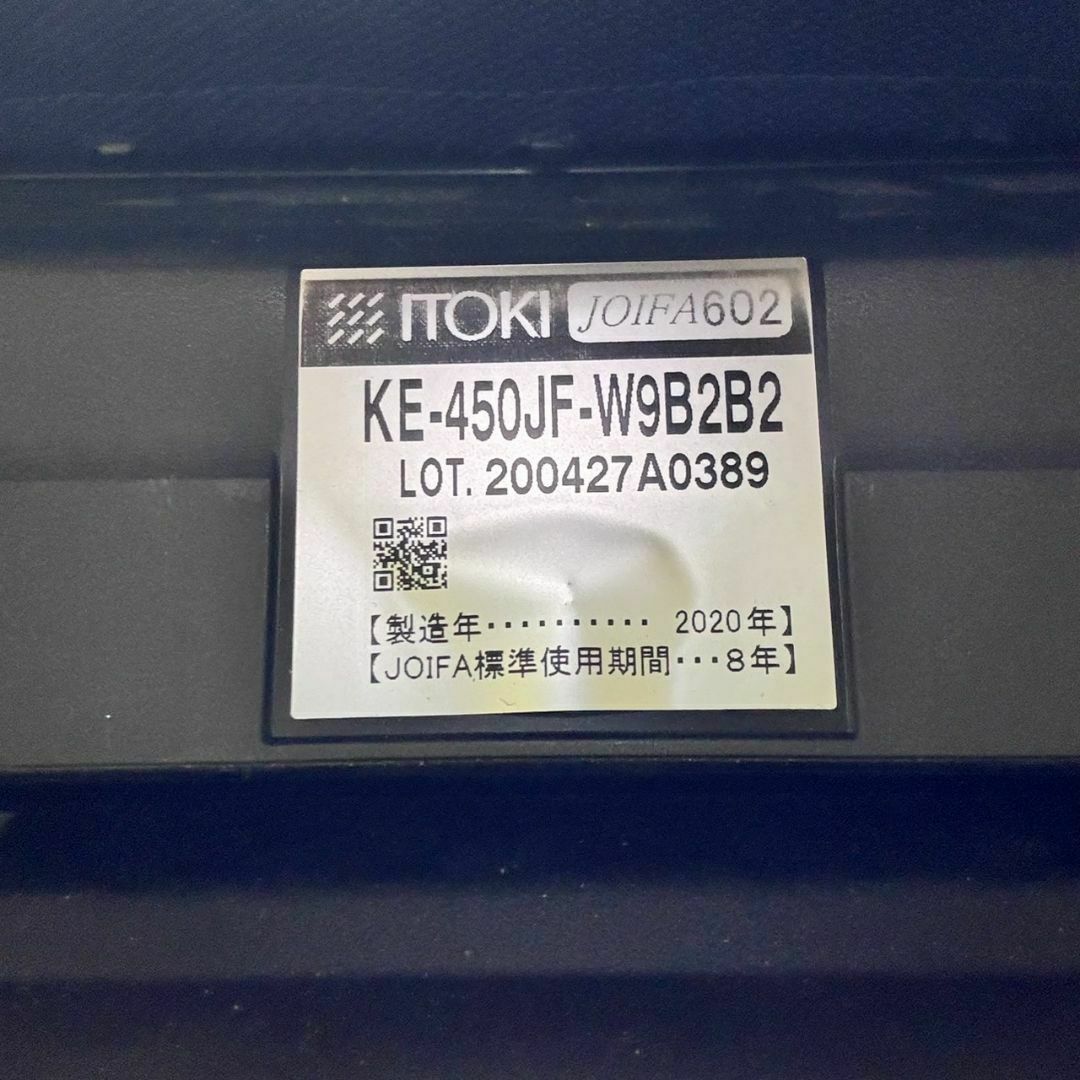 ITOKI JOIFA602
KE-450JF-W9B2B2
LOT. 200427A0389
【製造年・・・・・・・・・・ 2020年】
【JOIFA標準使用期間・・・8年】